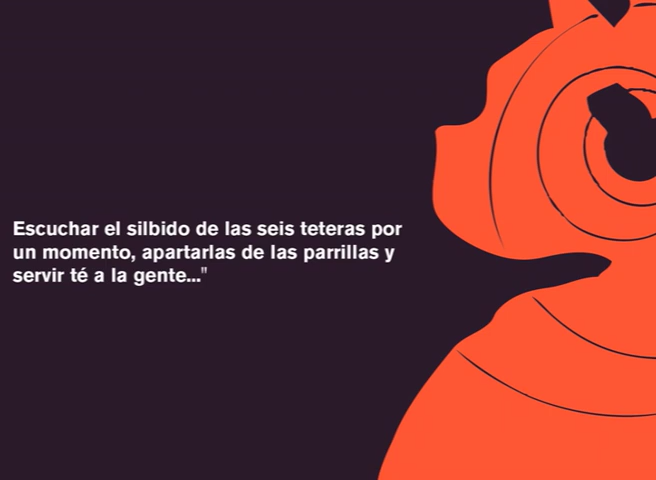 Escuchar el silbido de las seis teteras por
un momento, apartarlas de las parrillas y
servir té a la gente..."